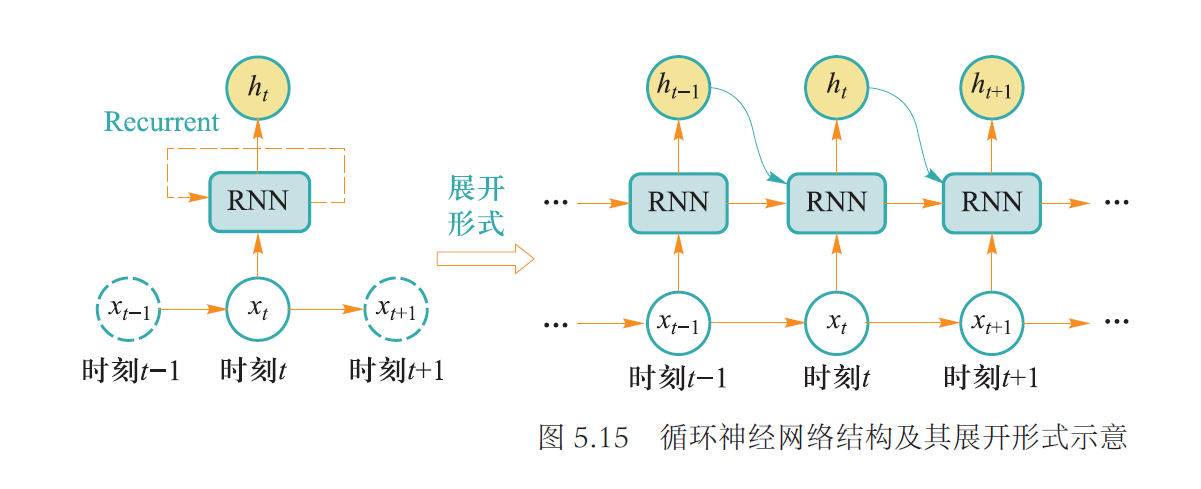 h_t
Recurrent
RNN
x_{t−1}
x_t
x_{t+1}
时刻t−1
时刻t
时刻t+1
展开
形式
h_{t−1}
h_t
h_{t+1}
···
RNN
RNN
RNN
···
···
x_{t−1}
x_t
x_{t+1}
···
时刻t−1
时刻t
时刻t+1
图 5.15 循环神经网络结构及其展开形式示意